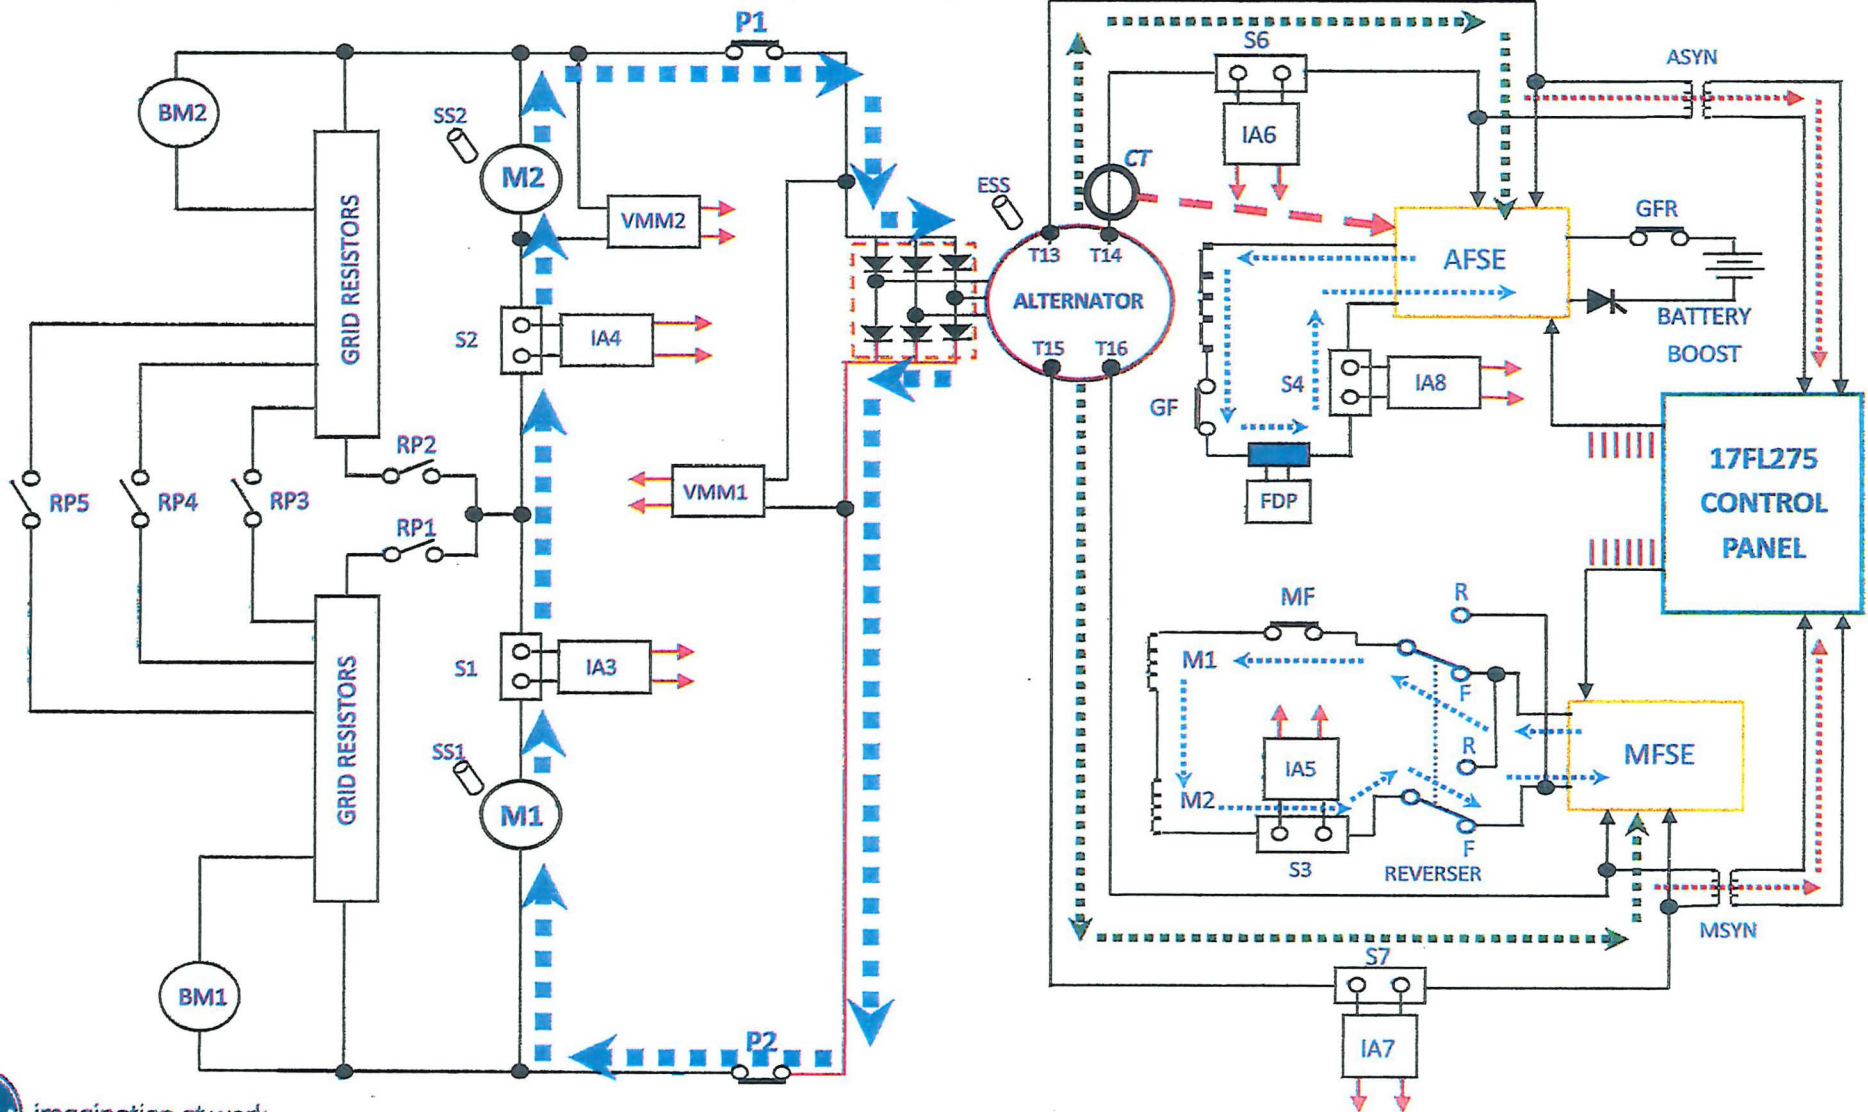 P1
S6
ASYN
BM2
SS2
IA6
CT
M2
ESS
VMM2
GFR
GRID RESISTORS
T13
T14
AFSE
ALTERNATOR
S2
IA4
BATTERY
BOOST
T15
T16
S4
IA8
GF
RP2
17FL275
CONTROL
PANEL
RP5
RP4
RP3
VMM1
FDP
RP1
MF
R
S1
IA3
M1
F
GRID RESISTORS
SS1
R
MFSE
IA5
M1
M2
F
S3
REVERSER
MSYN
S7
BM1
P2
IA7
imagination at work